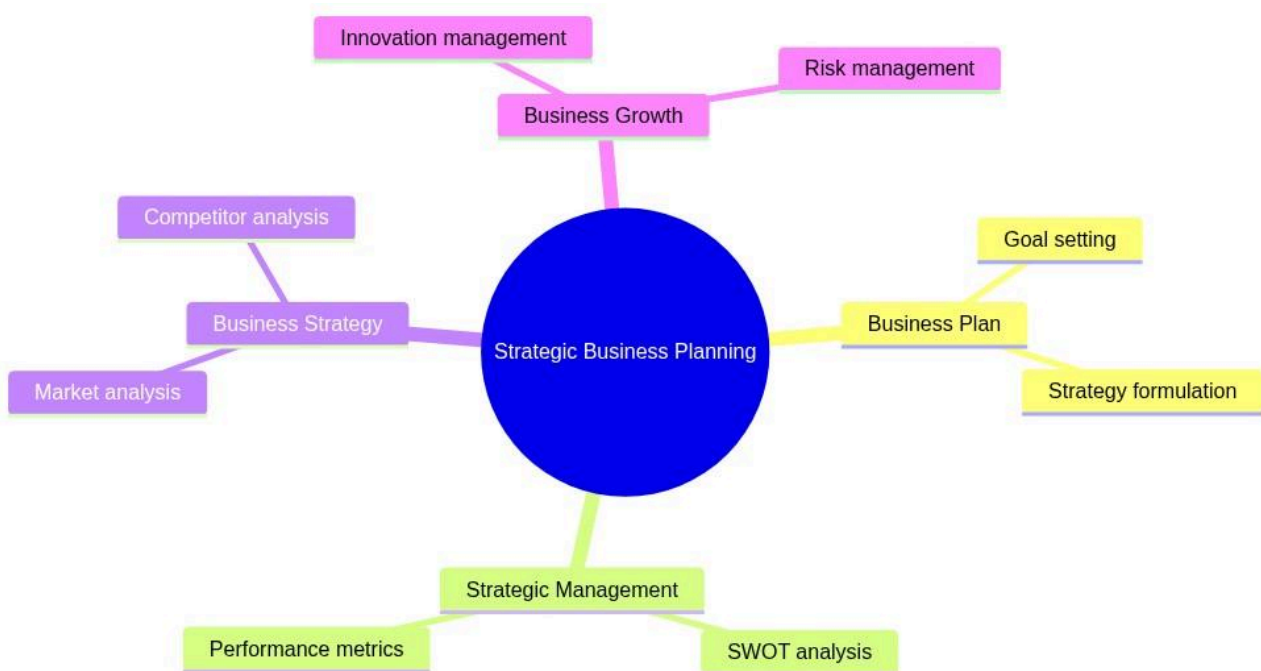 Innovation management
Risk management
Business Growth
Competitor analysis
Goal setting
Business Strategy
Business Plan
Strategic Business Planning
Market analysis
Strategy formulation
Strategic Management
Performance metrics
SWOT analysis